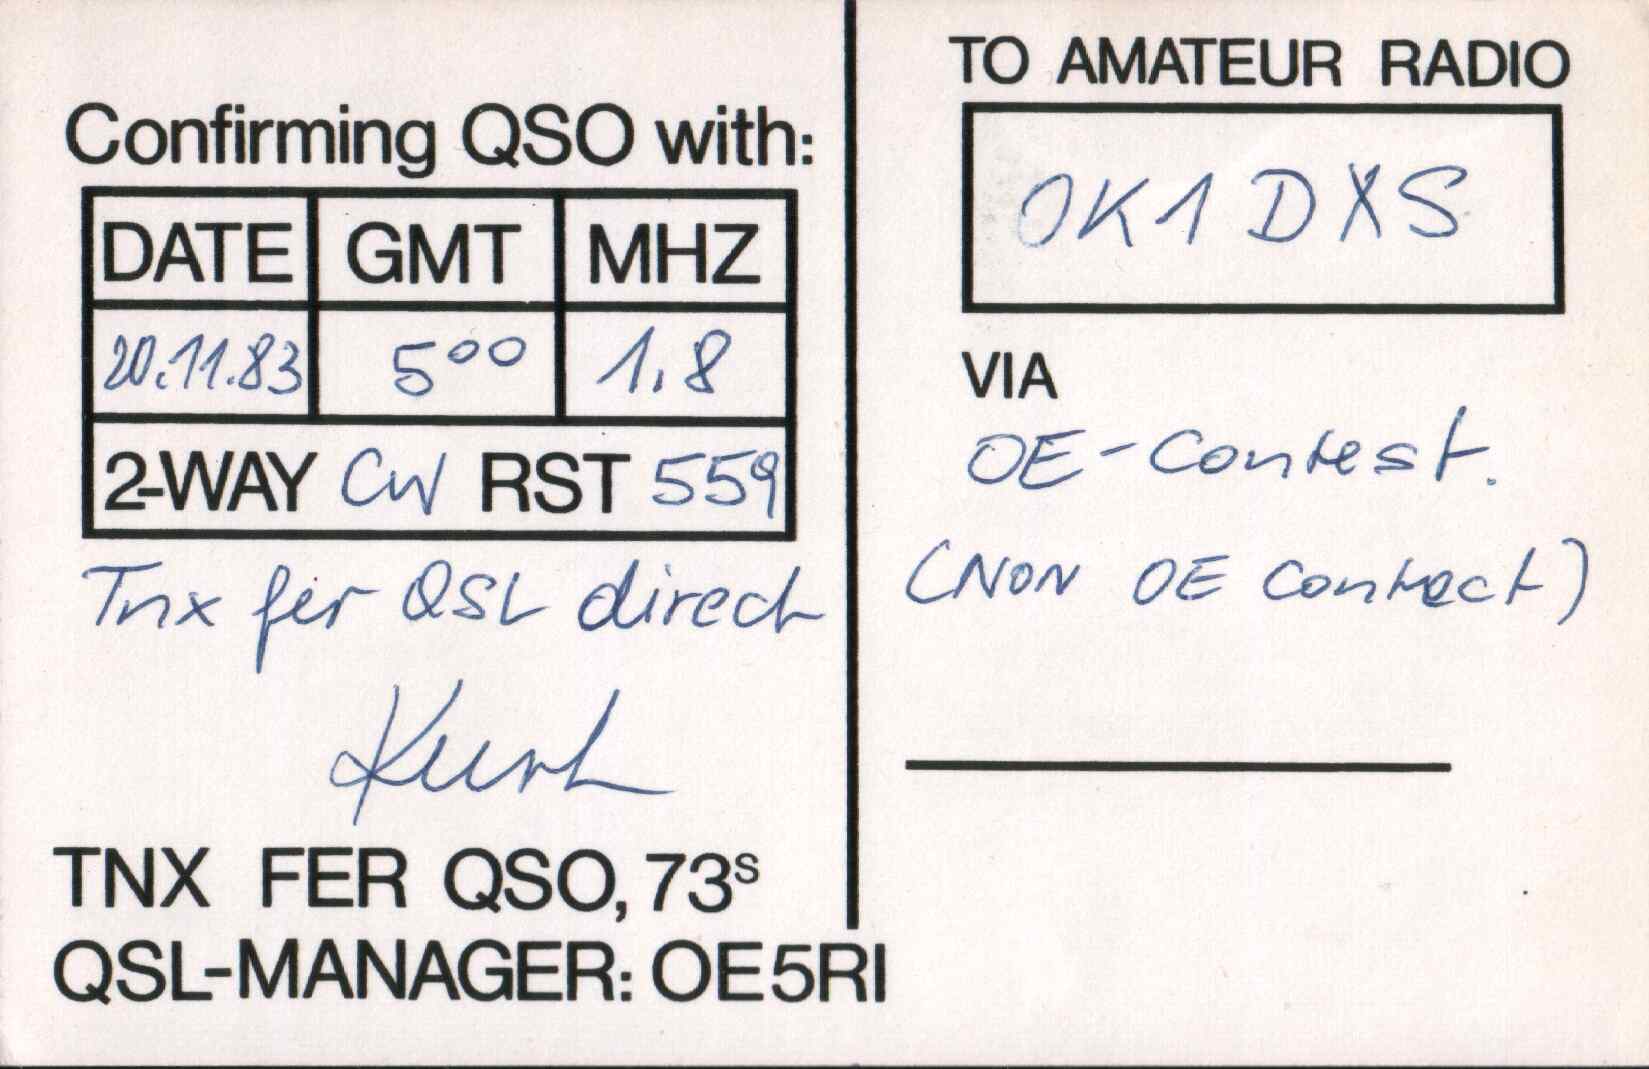 Confirming QSO with:
DATE GMT MHZ
20.11.83 5⁰⁰ 1,8
2-WAY CW RST 559
Tnx fer QSL direct
Kurt
TNX FER QSO, 73ˢ
QSL-MANAGER: OE5RI
TO AMATEUR RADIO
OK1DXS
VIA
OE-Contest.
(NON OE Contact)